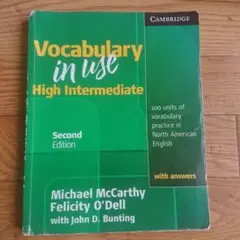 CAMBRIDGE
Vocabulary
in use
High Intermediate
100 units of
vocabulary
practice in
North American
English
Second
Edition
with answers
Michael McCarthy
Felicity O'Dell
with John D. Bunting